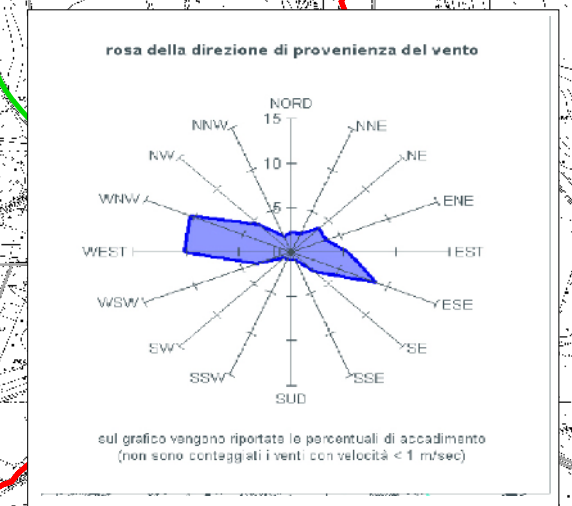 rosa della direzione di provenienza del vento
NORD
15
NNW
NNE
10
NW
NE
5
WNW
ENE
WEST
EST
WSW
ESE
SW
SE
SSW
SSE
SUD
sul grafico vengono riportate le percentuali di accadimento
(non sono conteggiati i venti con velocità < 1 m/sec)